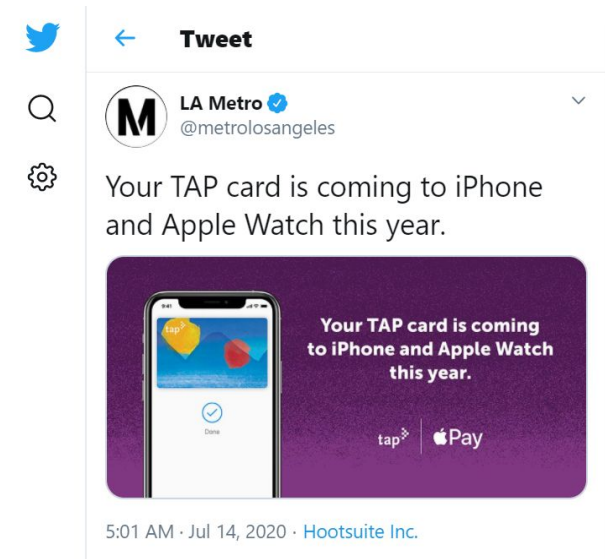 Tweet
LA Metro
@metrolosangeles
Your TAP card is coming to iPhone
and Apple Watch this year.
9:41
tap
Done
Your TAP card is coming
to iPhone and Apple Watch
this year.
tap Pay
5:01 AM · Jul 14, 2020 · Hootsuite Inc.